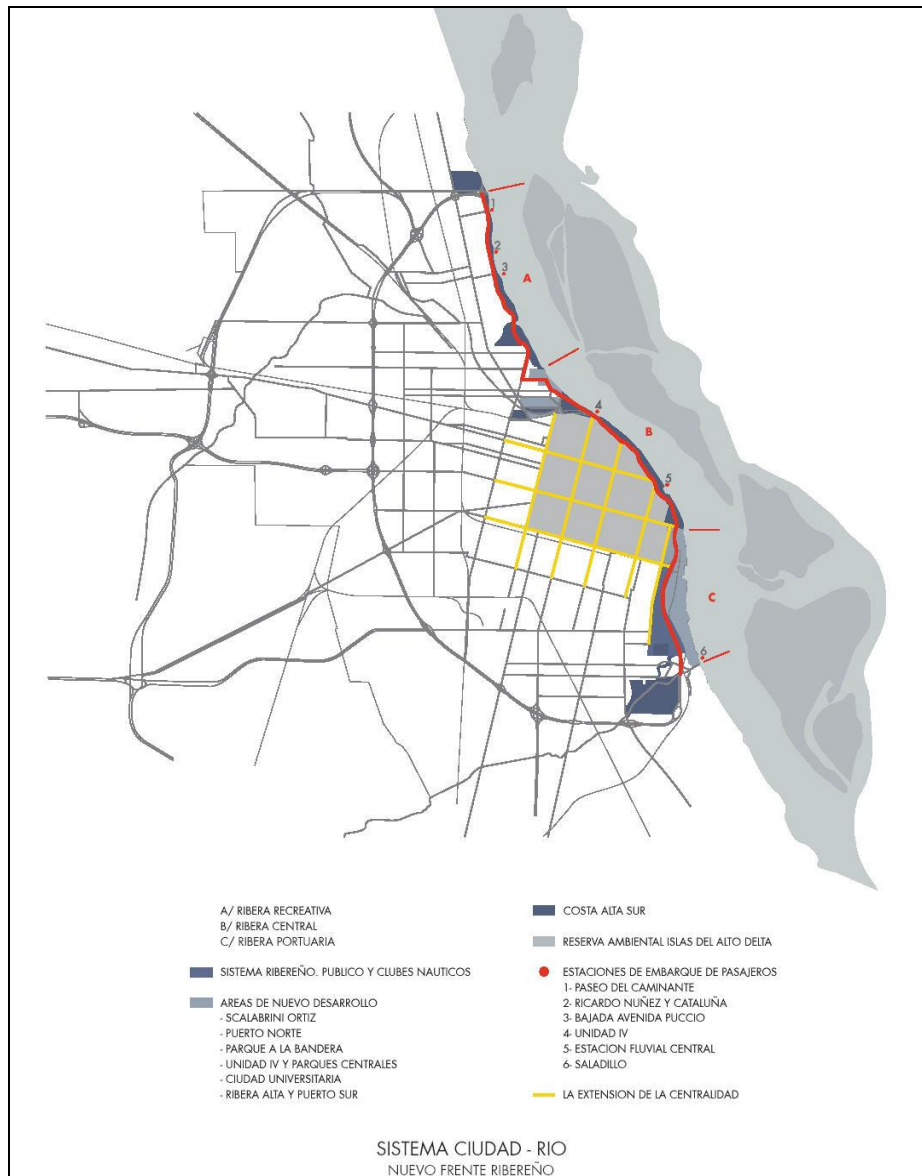 1
2
3
A
4
B
5
C
6
A/ RIBERA RECREATIVA
B/ RIBERA CENTRAL
C/ RIBERA PORTUARIA
SISTEMA RIBEREÑO. PUBLICO Y CLUBES NAUTICOS
AREAS DE NUEVO DESARROLLO
- SCALABRINI ORTIZ
- PUERTO NORTE
- PARQUE A LA BANDERA
- UNIDAD IV Y PARQUES CENTRALES
- CIUDAD UNIVERSITARIA
- RIBERA ALTA Y PUERTO SUR
COSTA ALTA SUR
RESERVA AMBIENTAL ISLAS DEL ALTO DELTA
ESTACIONES DE EMBARQUE DE PASAJEROS
1- PASEO DEL CAMINANTE
2- RICARDO NUÑEZ Y CATALUÑA
3- BAJADA AVENIDA PUCCIO
4- UNIDAD IV
5- ESTACION FLUVIAL CENTRAL
6- SALADILLO
LA EXTENSION DE LA CENTRALIDAD
SISTEMA CIUDAD - RIO
NUEVO FRENTE RIBEREÑO